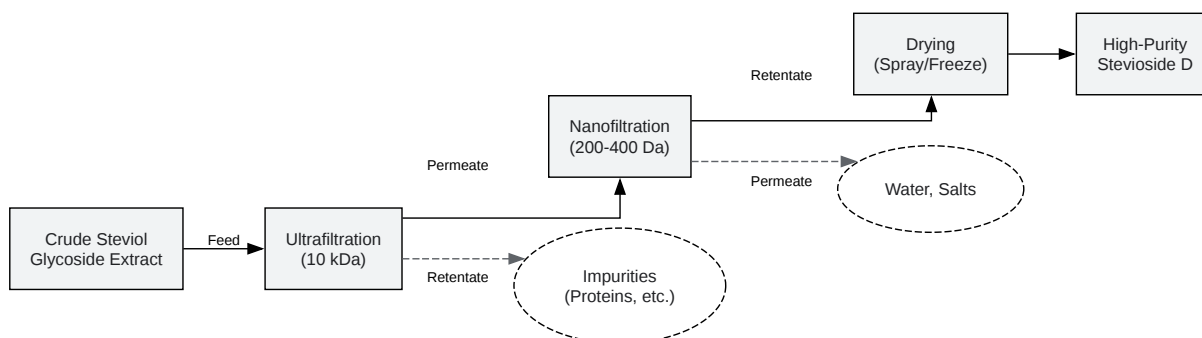 Crude Steviol
Glycoside Extract
Feed
Ultrafiltration
(10 kDa)
Permeate
Retentate
Impurities
(Proteins, etc.)
Nanofiltration
(200-400 Da)
Retentate
Permeate
Water, Salts
Drying
(Spray/Freeze)
High-Purity
Stevioside D